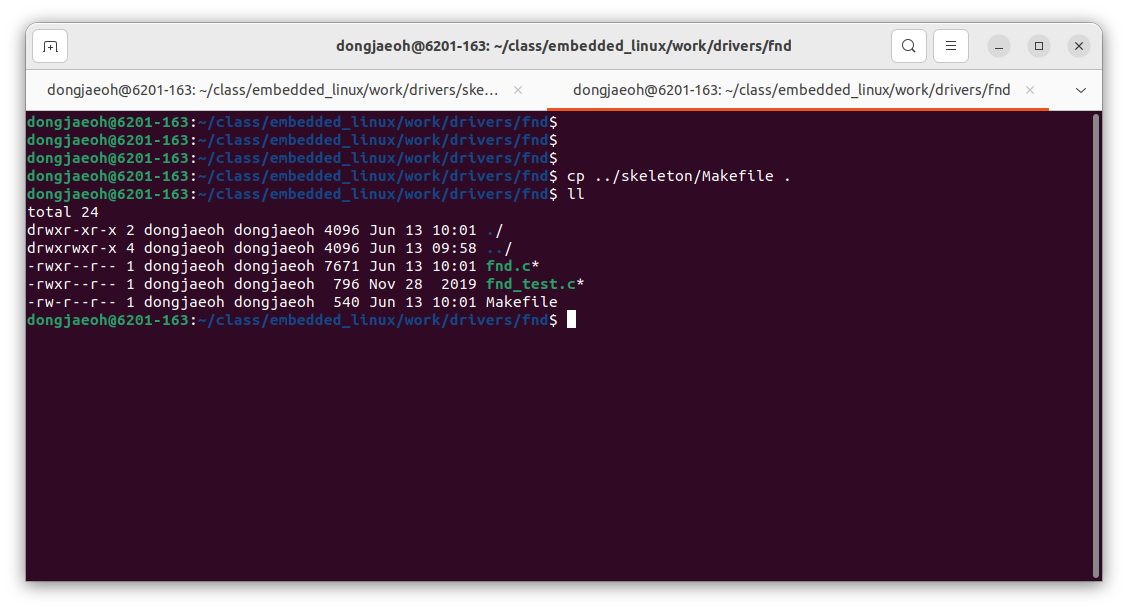 dongjaeoh@6201-163: ~/class/embedded_linux/work/drivers/fnd
dongjaeoh@6201-163: ~/class/embedded_linux/work/drivers/ske...
dongjaeoh@6201-163: ~/class/embedded_linux/work/drivers/fnd
dongjaeoh@6201-163:~/class/embedded_linux/work/drivers/fnd$
dongjaeoh@6201-163:~/class/embedded_linux/work/drivers/fnd$
dongjaeoh@6201-163:~/class/embedded_linux/work/drivers/fnd$
dongjaeoh@6201-163:~/class/embedded_linux/work/drivers/fnd$ cp ../skeleton/Makefile .
dongjaeoh@6201-163:~/class/embedded_linux/work/drivers/fnd$ ll
total 24
drwxr-xr-x 2 dongjaeoh dongjaeoh 4096 Jun 13 10:01 ./
drwxrwxr-x 4 dongjaeoh dongjaeoh 4096 Jun 13 09:58 ../
-rwxr--r-- 1 dongjaeoh dongjaeoh 7671 Jun 13 10:01 fnd.c*
-rwxr--r-- 1 dongjaeoh dongjaeoh  796 Nov 28  2019 fnd_test.c*
-rw-r--r-- 1 dongjaeoh dongjaeoh  540 Jun 13 10:01 Makefile
dongjaeoh@6201-163:~/class/embedded_linux/work/drivers/fnd$